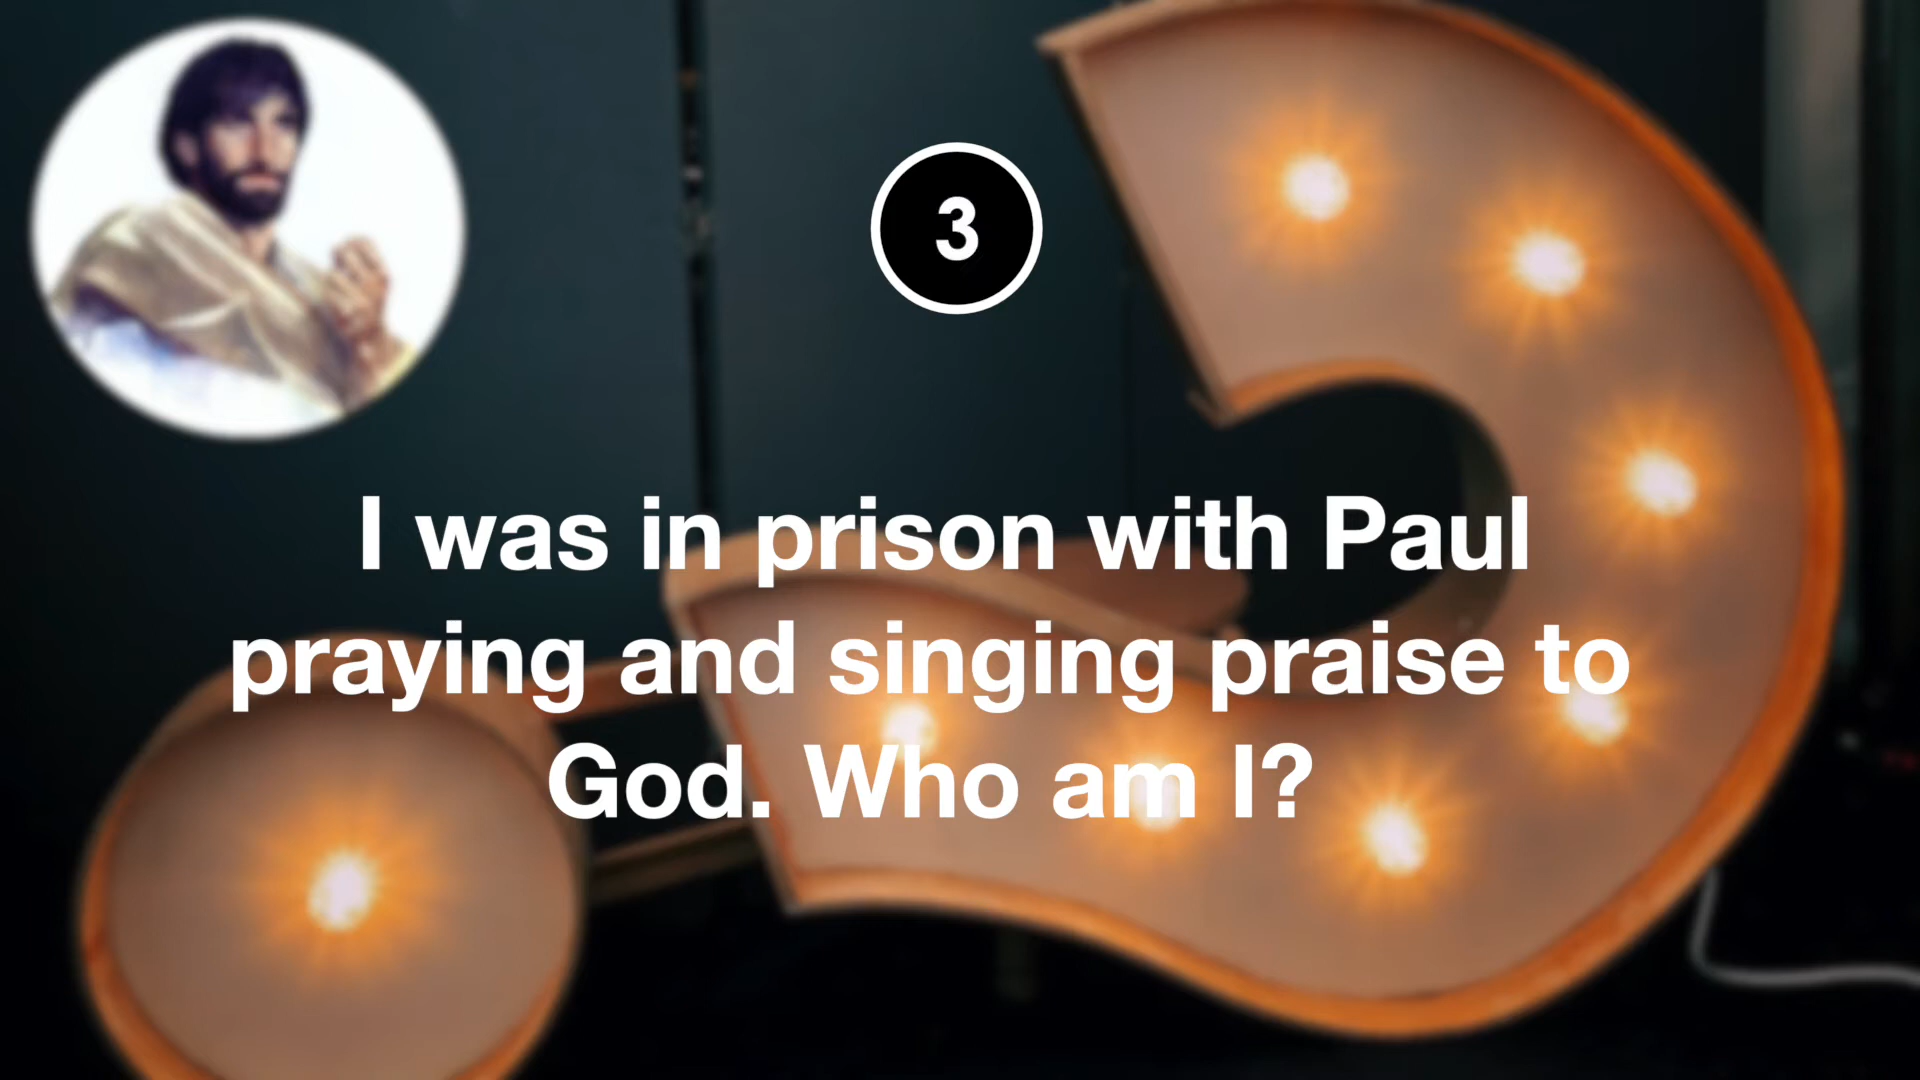 3
I was in prison with Paul
praying and singing praise to
God. Who am I?